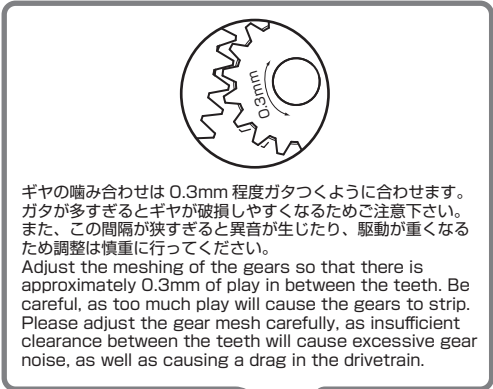 0.3mm
ギヤの噛み合わせは 0.3mm 程度ガタつくように合わせます。
ガタが多すぎるとギヤが破損しやすくなるためご注意下さい。
また、この間隔が狭すぎると異音が生じたり、駆動が重くなる
ため調整は慎重に行ってください。
Adjust the meshing of the gears so that there is
approximately 0.3mm of play in between the teeth. Be
careful, as too much play will cause the gears to strip.
Please adjust the gear mesh carefully, as insufficient
clearance between the teeth will cause excessive gear
noise, as well as causing a drag in the drivetrain.